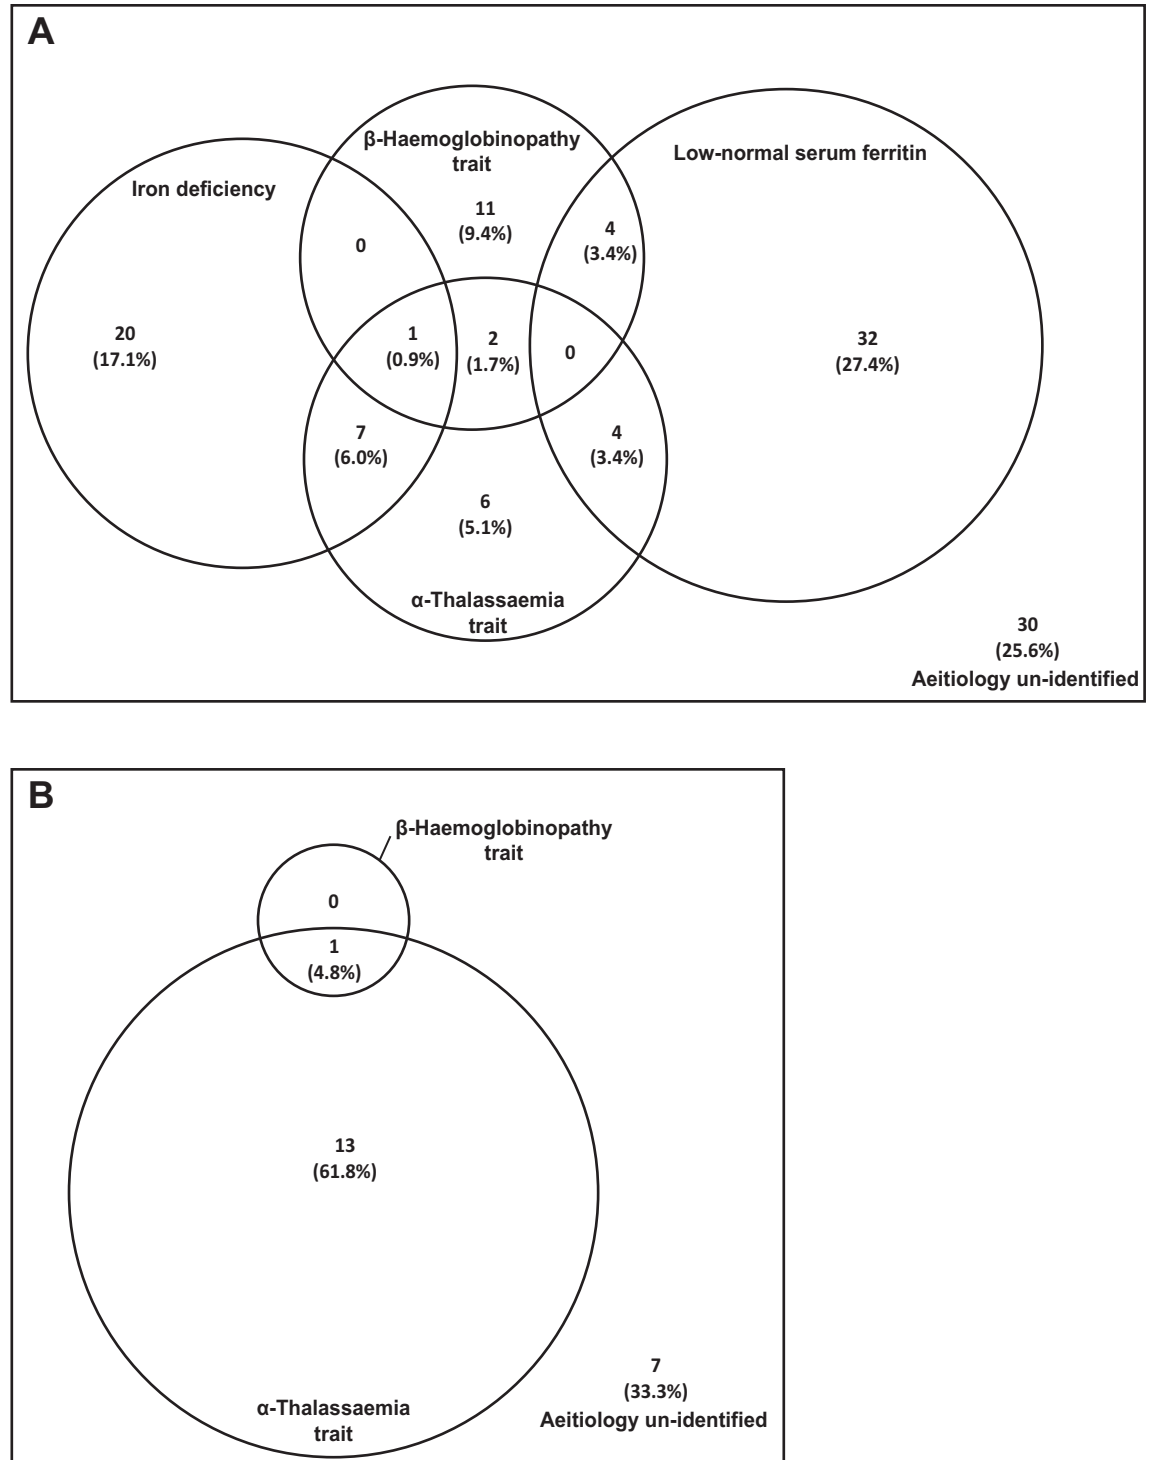 A
β-Haemoglobinopathy
trait
Low-normal serum ferritin
Iron deficiency
11
(9.4%)
4
(3.4%)
0
20
(17.1%)
1
(0.9%)
2
(1.7%)
0
32
(27.4%)
7
(6.0%)
4
(3.4%)
6
(5.1%)
α-Thalassaemia
trait
30
(25.6%)
Aeitiology un-identified
B
β-Haemoglobinopathy
trait
0
1
(4.8%)
13
(61.8%)
7
(33.3%)
Aeitiology un-identified
α-Thalassaemia
trait